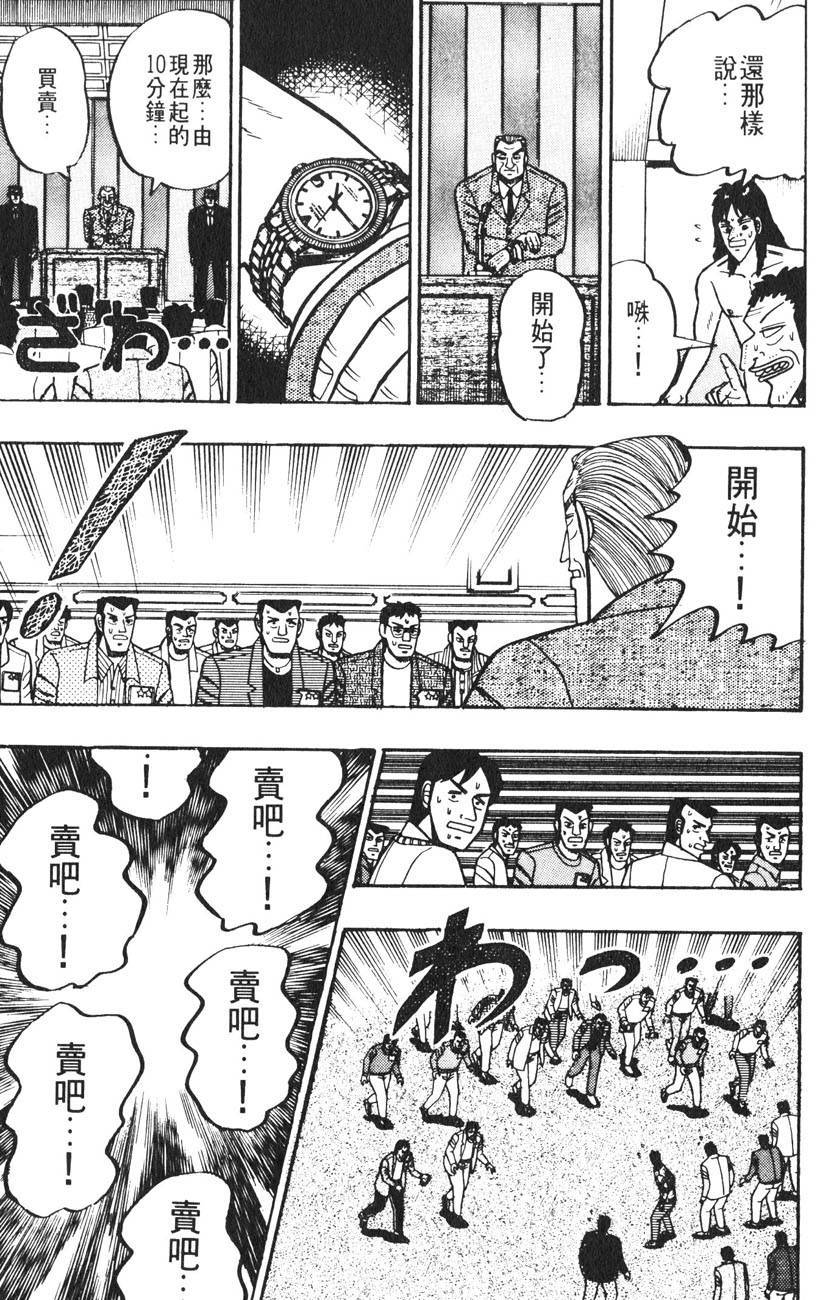 還那樣
說…
噓…！
開始了…
那麼…由
現在起的
10分鐘…
買賣…
ざわ…
開始…！
わっ……
賣吧…！
！
賣吧…！
賣吧…！
賣吧…！
賣吧…